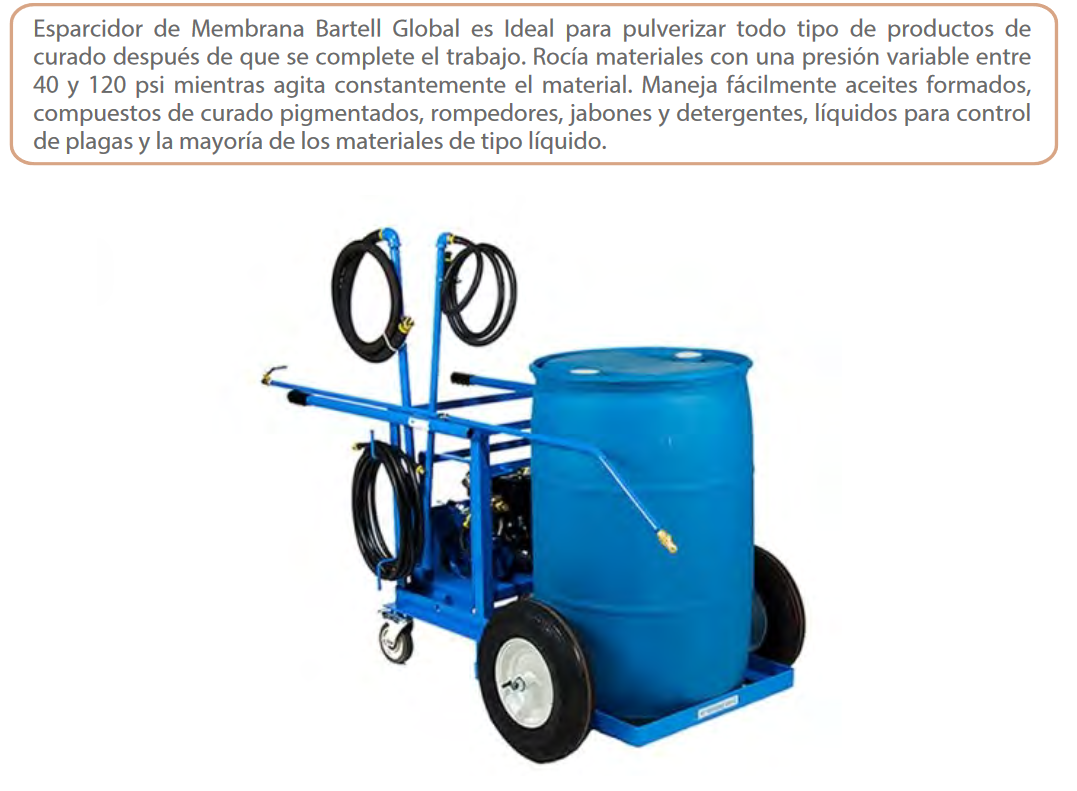 Esparcidor de Membrana Bartell Global es Ideal para pulverizar todo tipo de productos de
curado después de que se complete el trabajo. Rocía materiales con una presión variable entre
40 y 120 psi mientras agita constantemente el material. Maneja fácilmente aceites formados,
compuestos de curado pigmentados, rompedores, jabones y detergentes, líquidos para control
de plagas y la mayoría de los materiales de tipo líquido.